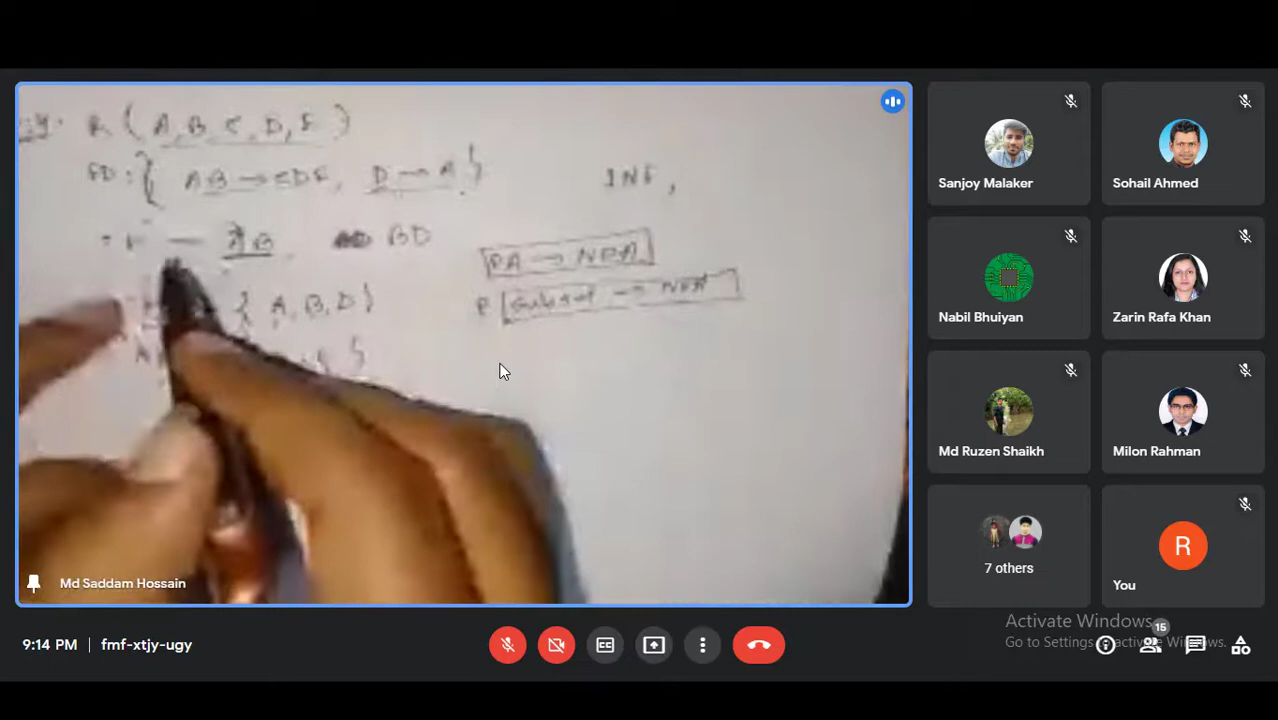 R ( A, B C, D, E )
FD : { AB → CDE, D → A }
1NF,
AB BD
PA → NPA
P Subset → NPA
{ A, B, D }
Md Saddam Hossain
Sanjoy Malaker
Sohail Ahmed
Nabil Bhuiyan
Zarin Rafa Khan
Md Ruzen Shaikh
Milon Rahman
7 others
R
You
Activate Windows
Go to Settings to activate Windows.
9:14 PM | fmf-xtjy-ugy
15